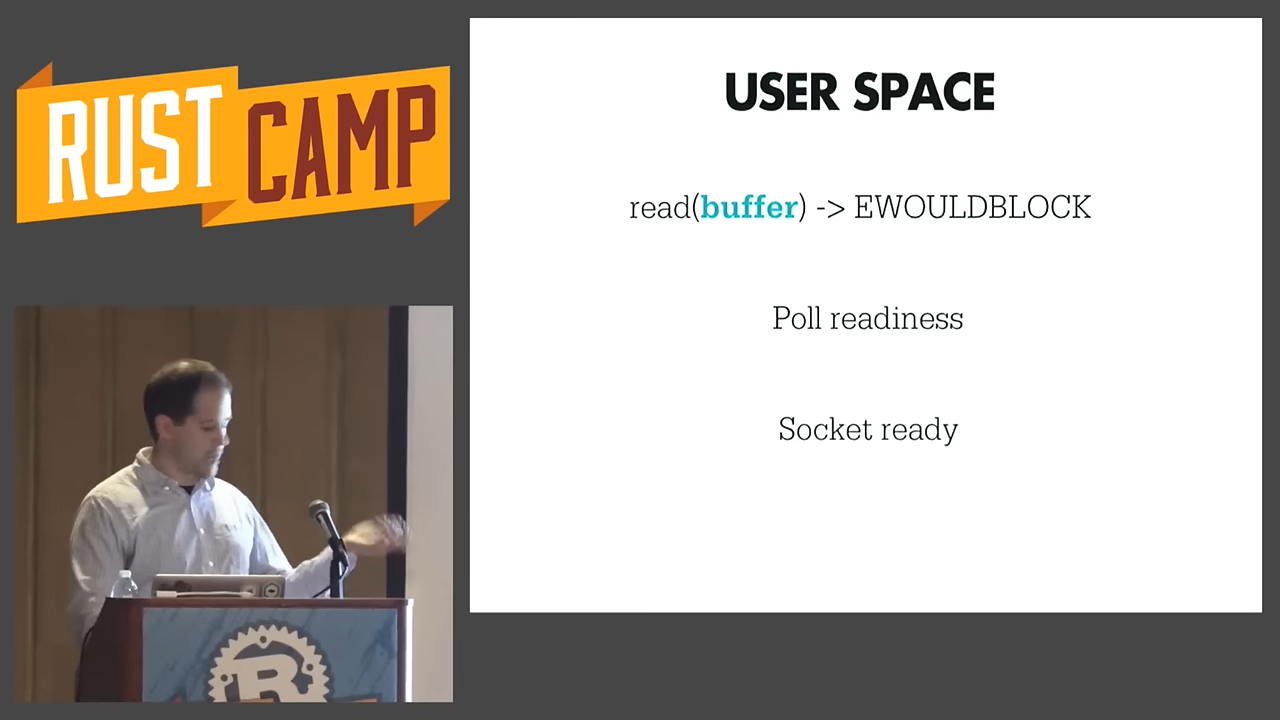 RUST CAMP
USER SPACE
read(buffer) -> EWOULDBLOCK
Poll readiness
Socket ready
R